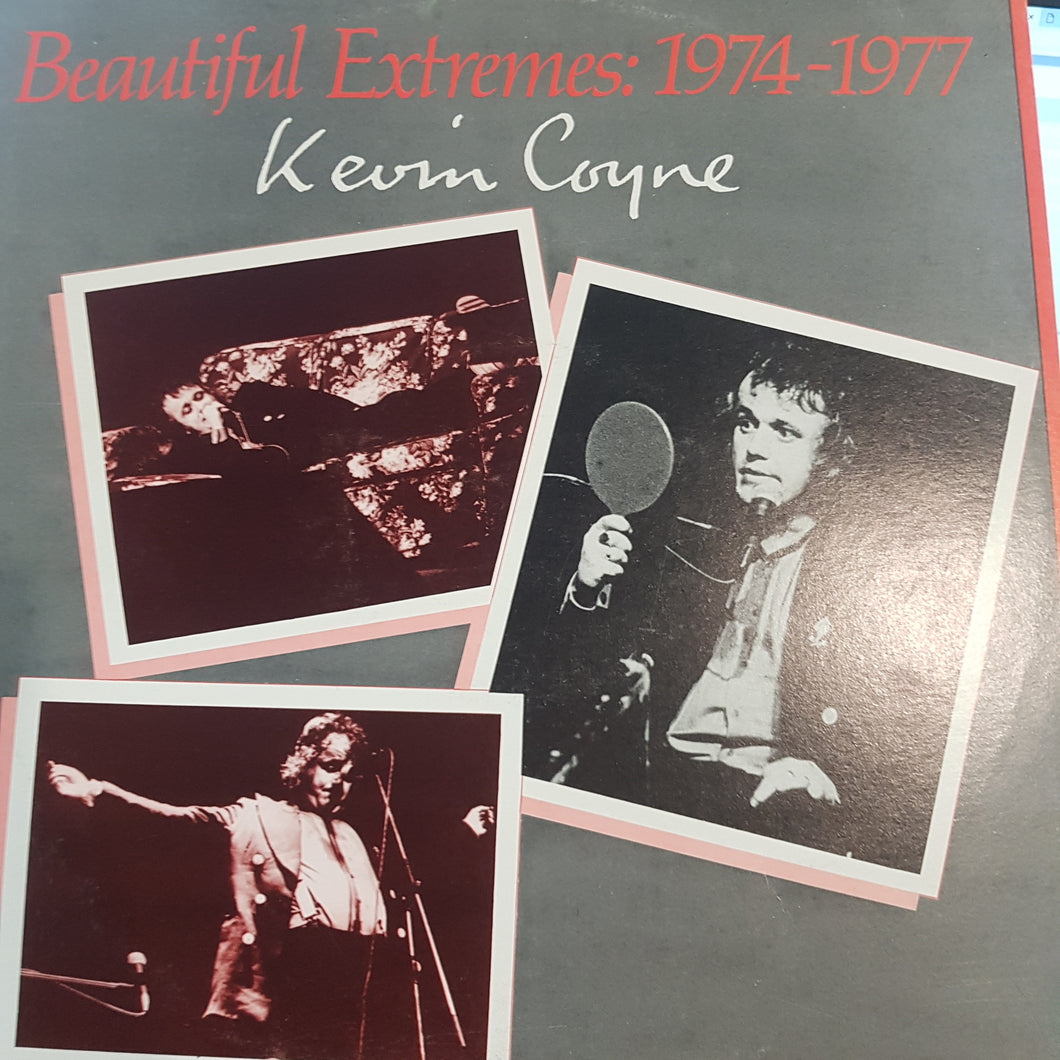 Beautiful Extremes: 1974-1977
Kevin Coyne